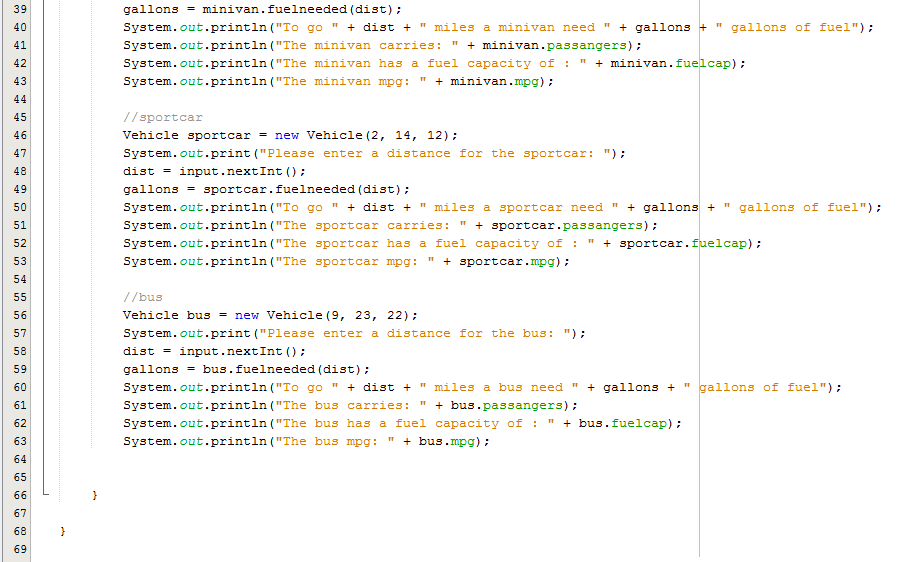 39 gallons = minivan.fuelneeded(dist);
40 System.out.println("To go " + dist + " miles a minivan need " + gallons + " gallons of fuel");
41 System.out.println("The minivan carries: " + minivan.passangers);
42 System.out.println("The minivan has a fuel capacity of : " + minivan.fuelcap);
43 System.out.println("The minivan mpg: " + minivan.mpg);
44
45 //sportcar
46 Vehicle sportcar = new Vehicle(2, 14, 12);
47 System.out.print("Please enter a distance for the sportcar: ");
48 dist = input.nextInt();
49 gallons = sportcar.fuelneeded(dist);
50 System.out.println("To go " + dist + " miles a sportcar need " + gallons + " gallons of fuel");
51 System.out.println("The sportcar carries: " + sportcar.passangers);
52 System.out.println("The sportcar has a fuel capacity of : " + sportcar.fuelcap);
53 System.out.println("The sportcar mpg: " + sportcar.mpg);
54
55 //bus
56 Vehicle bus = new Vehicle(9, 23, 22);
57 System.out.print("Please enter a distance for the bus: ");
58 dist = input.nextInt();
59 gallons = bus.fuelneeded(dist);
60 System.out.println("To go " + dist + " miles a bus need " + gallons + " gallons of fuel");
61 System.out.println("The bus carries: " + bus.passangers);
62 System.out.println("The bus has a fuel capacity of : " + bus.fuelcap);
63 System.out.println("The bus mpg: " + bus.mpg);
64
65
66 }
67
68 }
69